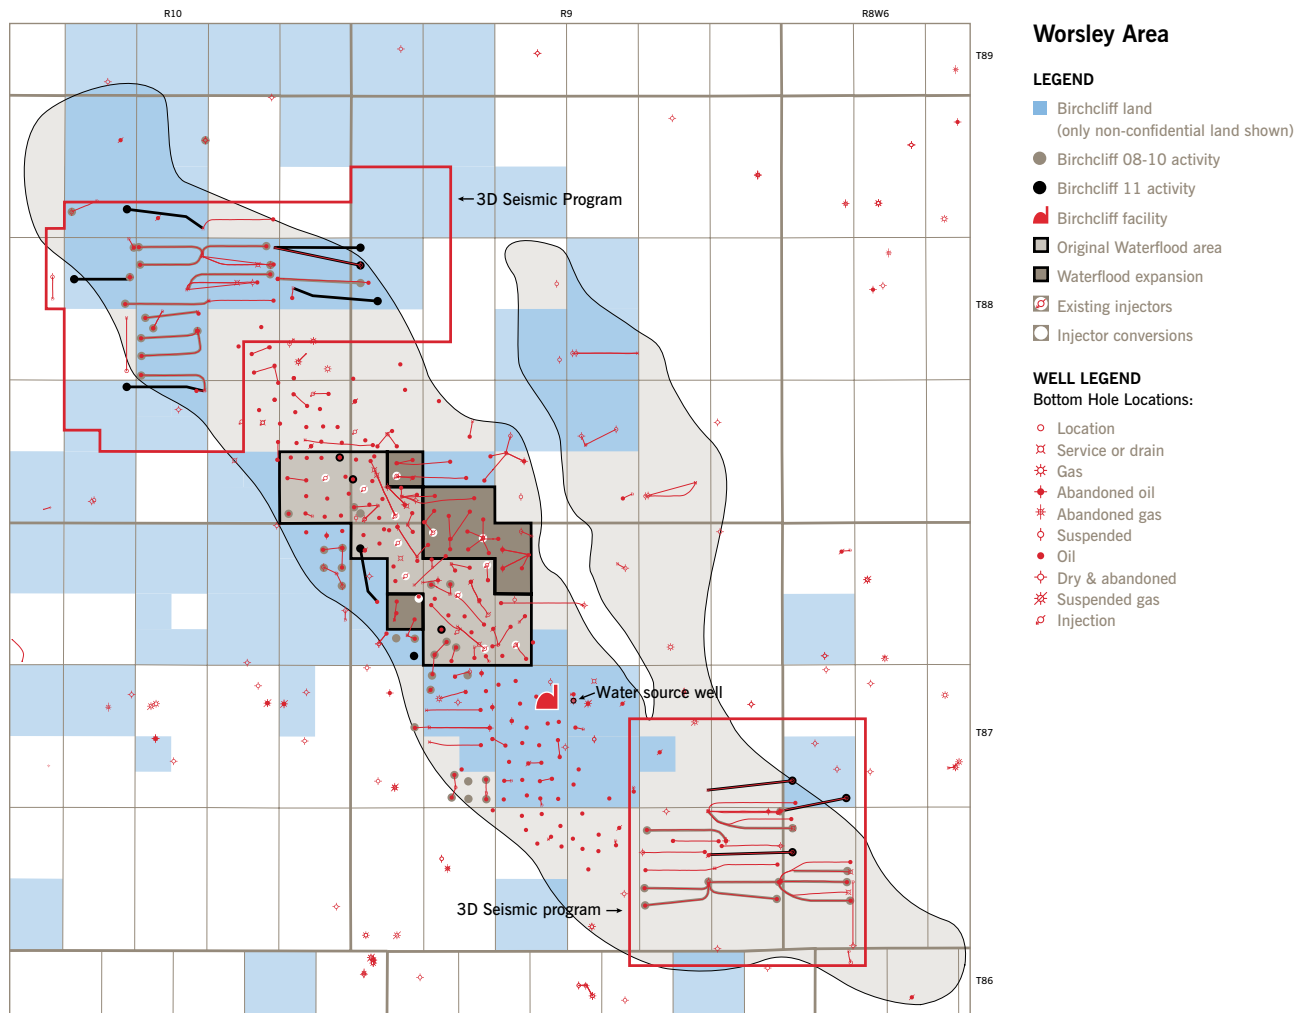 R10
R9
R8W6
Worsley Area
T89
LEGEND
Birchcliff land
(only non-confidential land shown)
Birchcliff 08-10 activity
Birchcliff 11 activity
3D Seismic Program
Birchcliff facility
Original Waterflood area
Waterflood expansion
T88
Existing injectors
Injector conversions
WELL LEGEND
Bottom Hole Locations:
Location
Service or drain
Gas
Abandoned oil
Abandoned gas
Suspended
Oil
Dry & abandoned
Suspended gas
Injection
Water source well
T87
3D Seismic program
T86